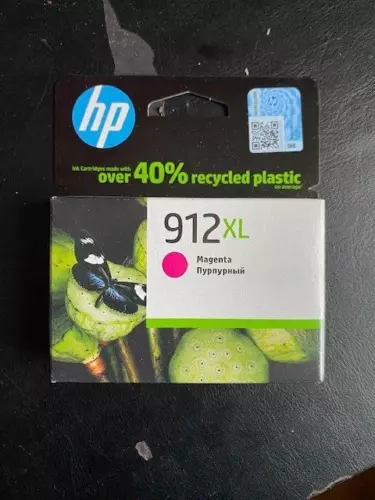 hp
Ink Cartridges made with
over 40% recycled plastic
on average
912XL
Magenta
Пурпурный